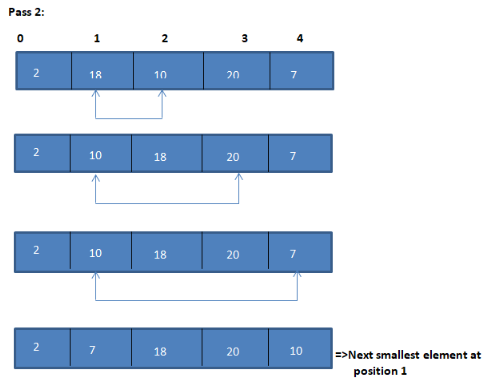 Pass 2:
0 1 2 3 4
2 18 10 20 7
2 10 18 20 7
2 10 18 20 7
2 7 18 20 10
=>Next smallest element at
position 1